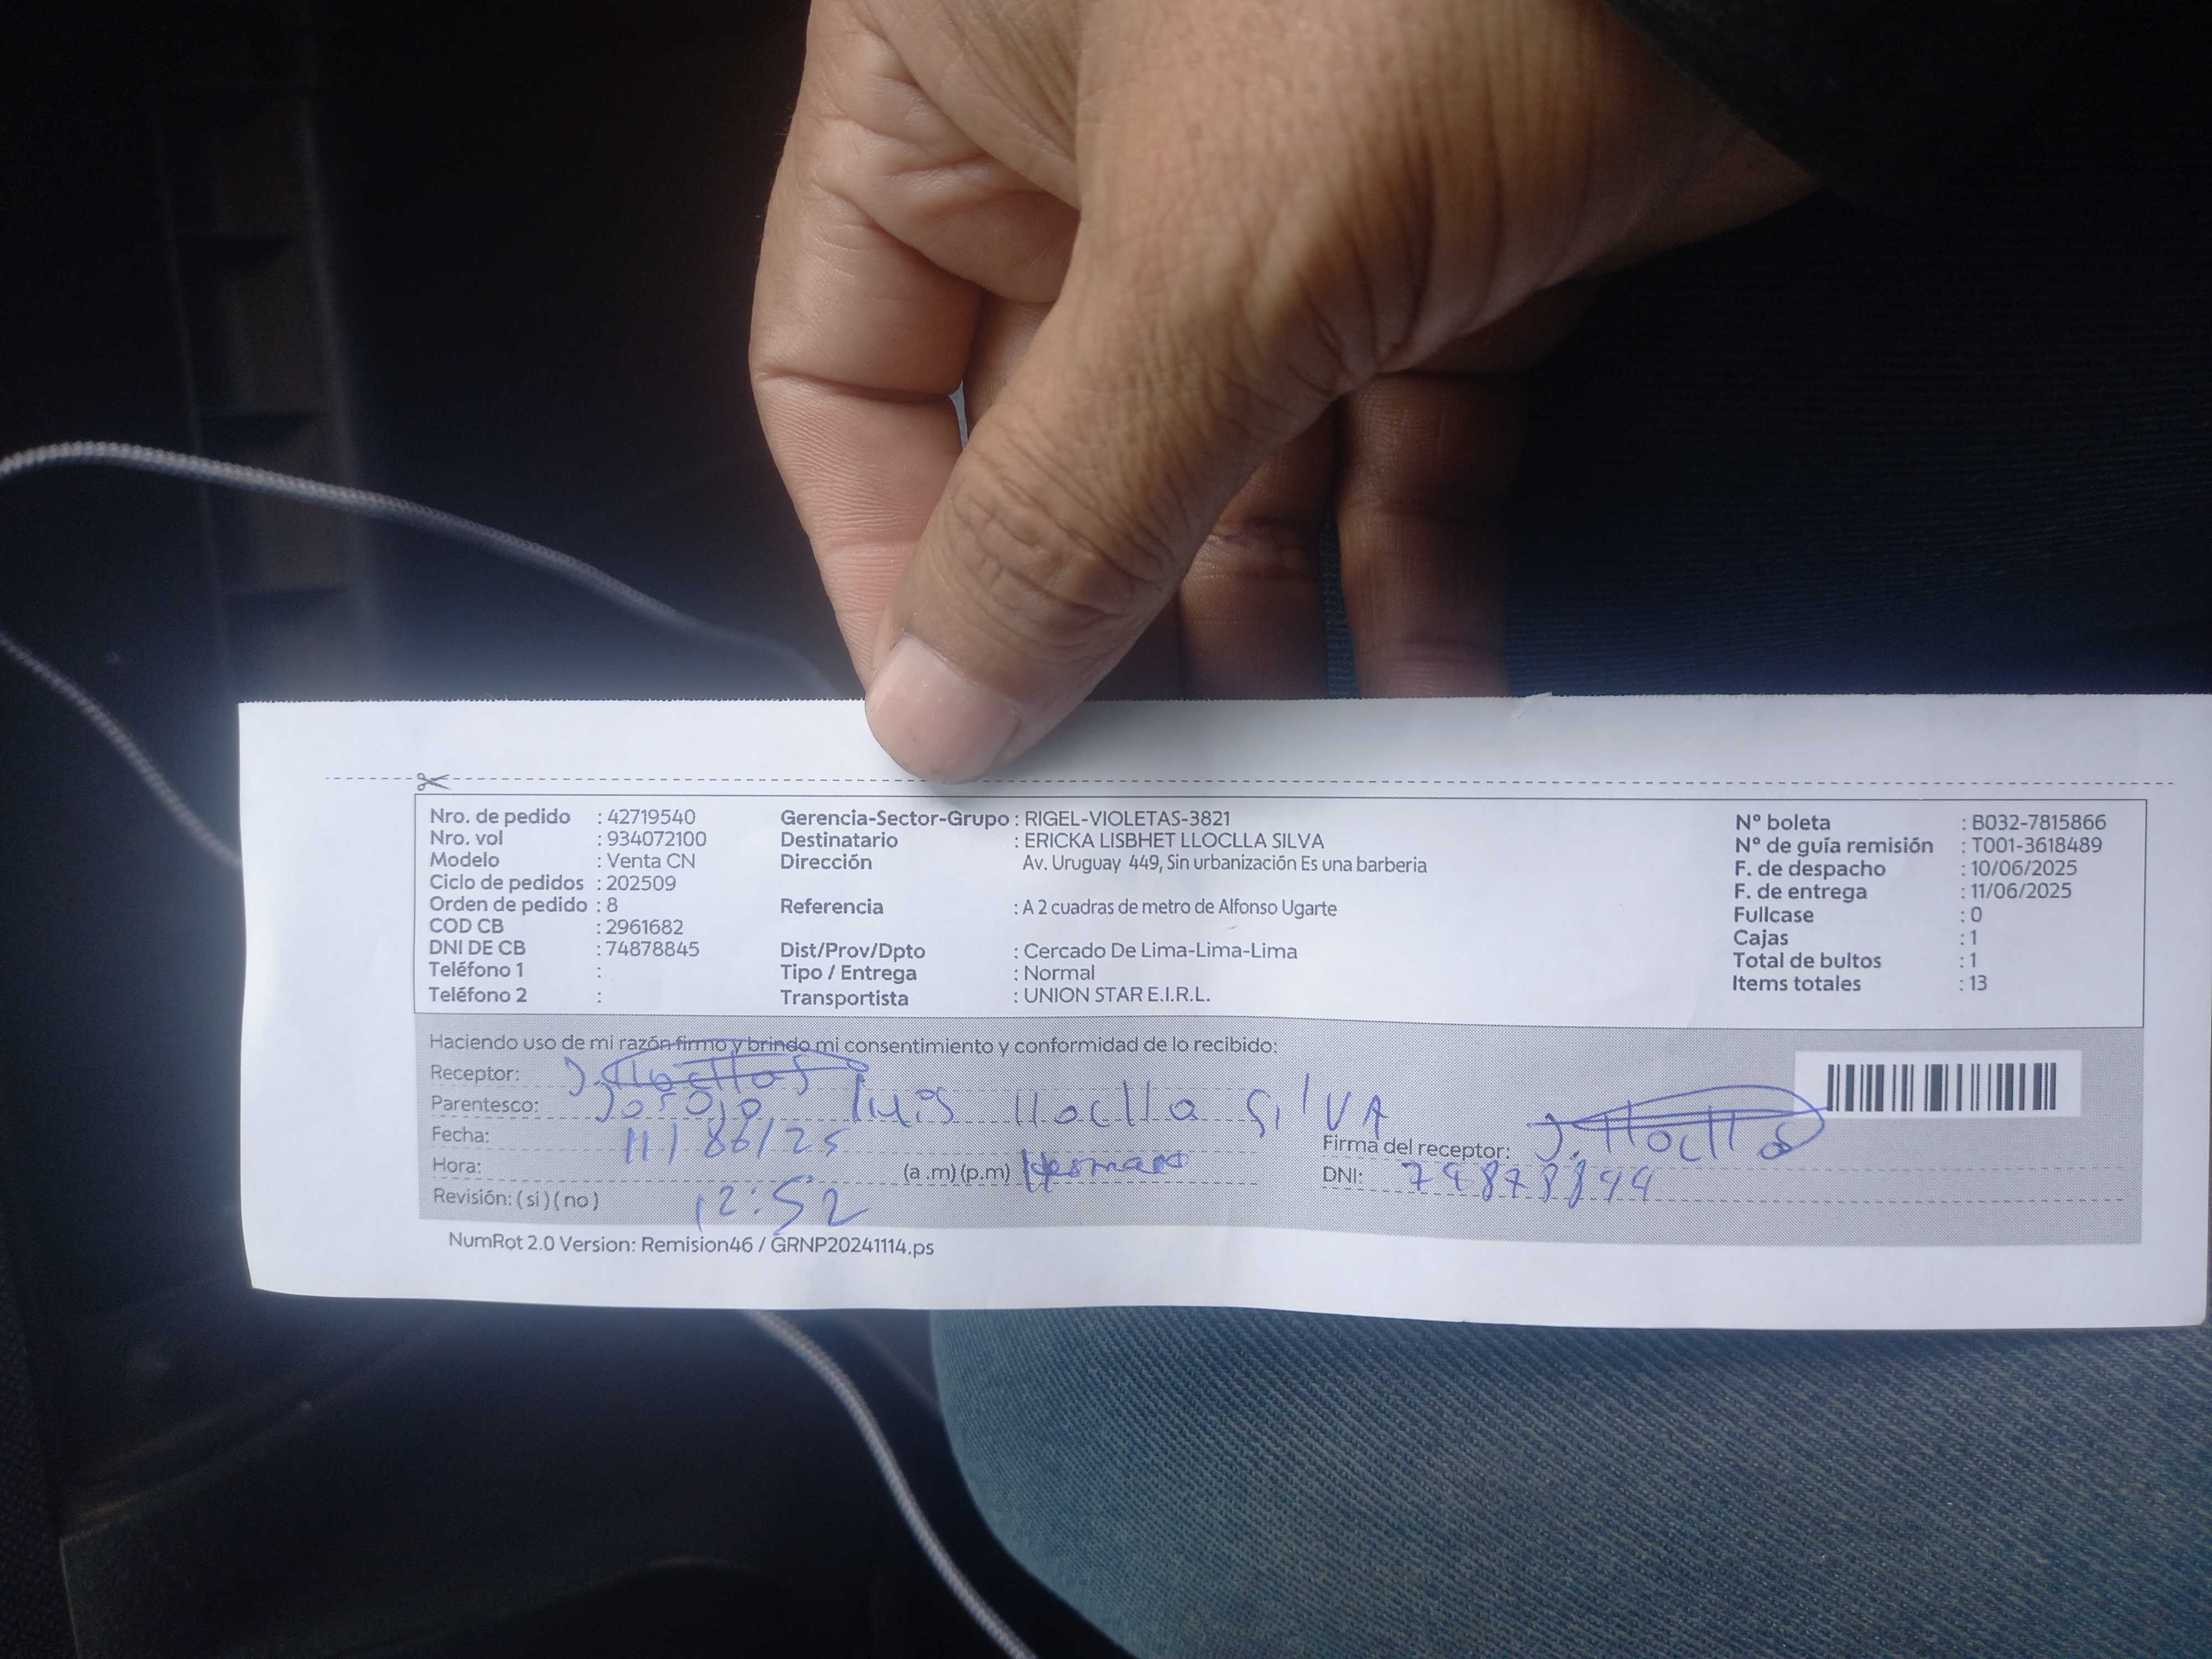 Nro. de pedido : 42719540
Nro. vol : 934072100
Modelo : Venta CN
Ciclo de pedidos : 202509
Orden de pedido : 8
COD CB : 2961682
DNI DE CB : 74878845
Teléfono 1 :
Teléfono 2 :
Gerencia-Sector-Grupo : RIGEL-VIOLETAS-3821
Destinatario : ERICKA LISBHET LLOCLLA SILVA
Dirección Av. Uruguay 449, Sin urbanización Es una barberia
Referencia : A 2 cuadras de metro de Alfonso Ugarte
Dist/Prov/Dpto : Cercado De Lima-Lima-Lima
Tipo / Entrega : Normal
Transportista : UNION STAR E.I.R.L.
N° boleta : B032-7815866
N° de guía remisión : T001-3618489
F. de despacho : 10/06/2025
F. de entrega : 11/06/2025
Fullcase : 0
Cajas : 1
Total de bultos : 1
Items totales : 13
Haciendo uso de mi razón firmo y brindo mi consentimiento y conformidad de lo recibido:
Receptor:
Parentesco: luis lloclla SilVA
Fecha: 11/06/25
Hora: (a .m) (p.m) Hermano
Revisión: ( si ) ( no ) 12:52
Firma del receptor: J. Lloclla
DNI:
NumRot 2.0 Version: Remision46 / GRNP20241114.ps